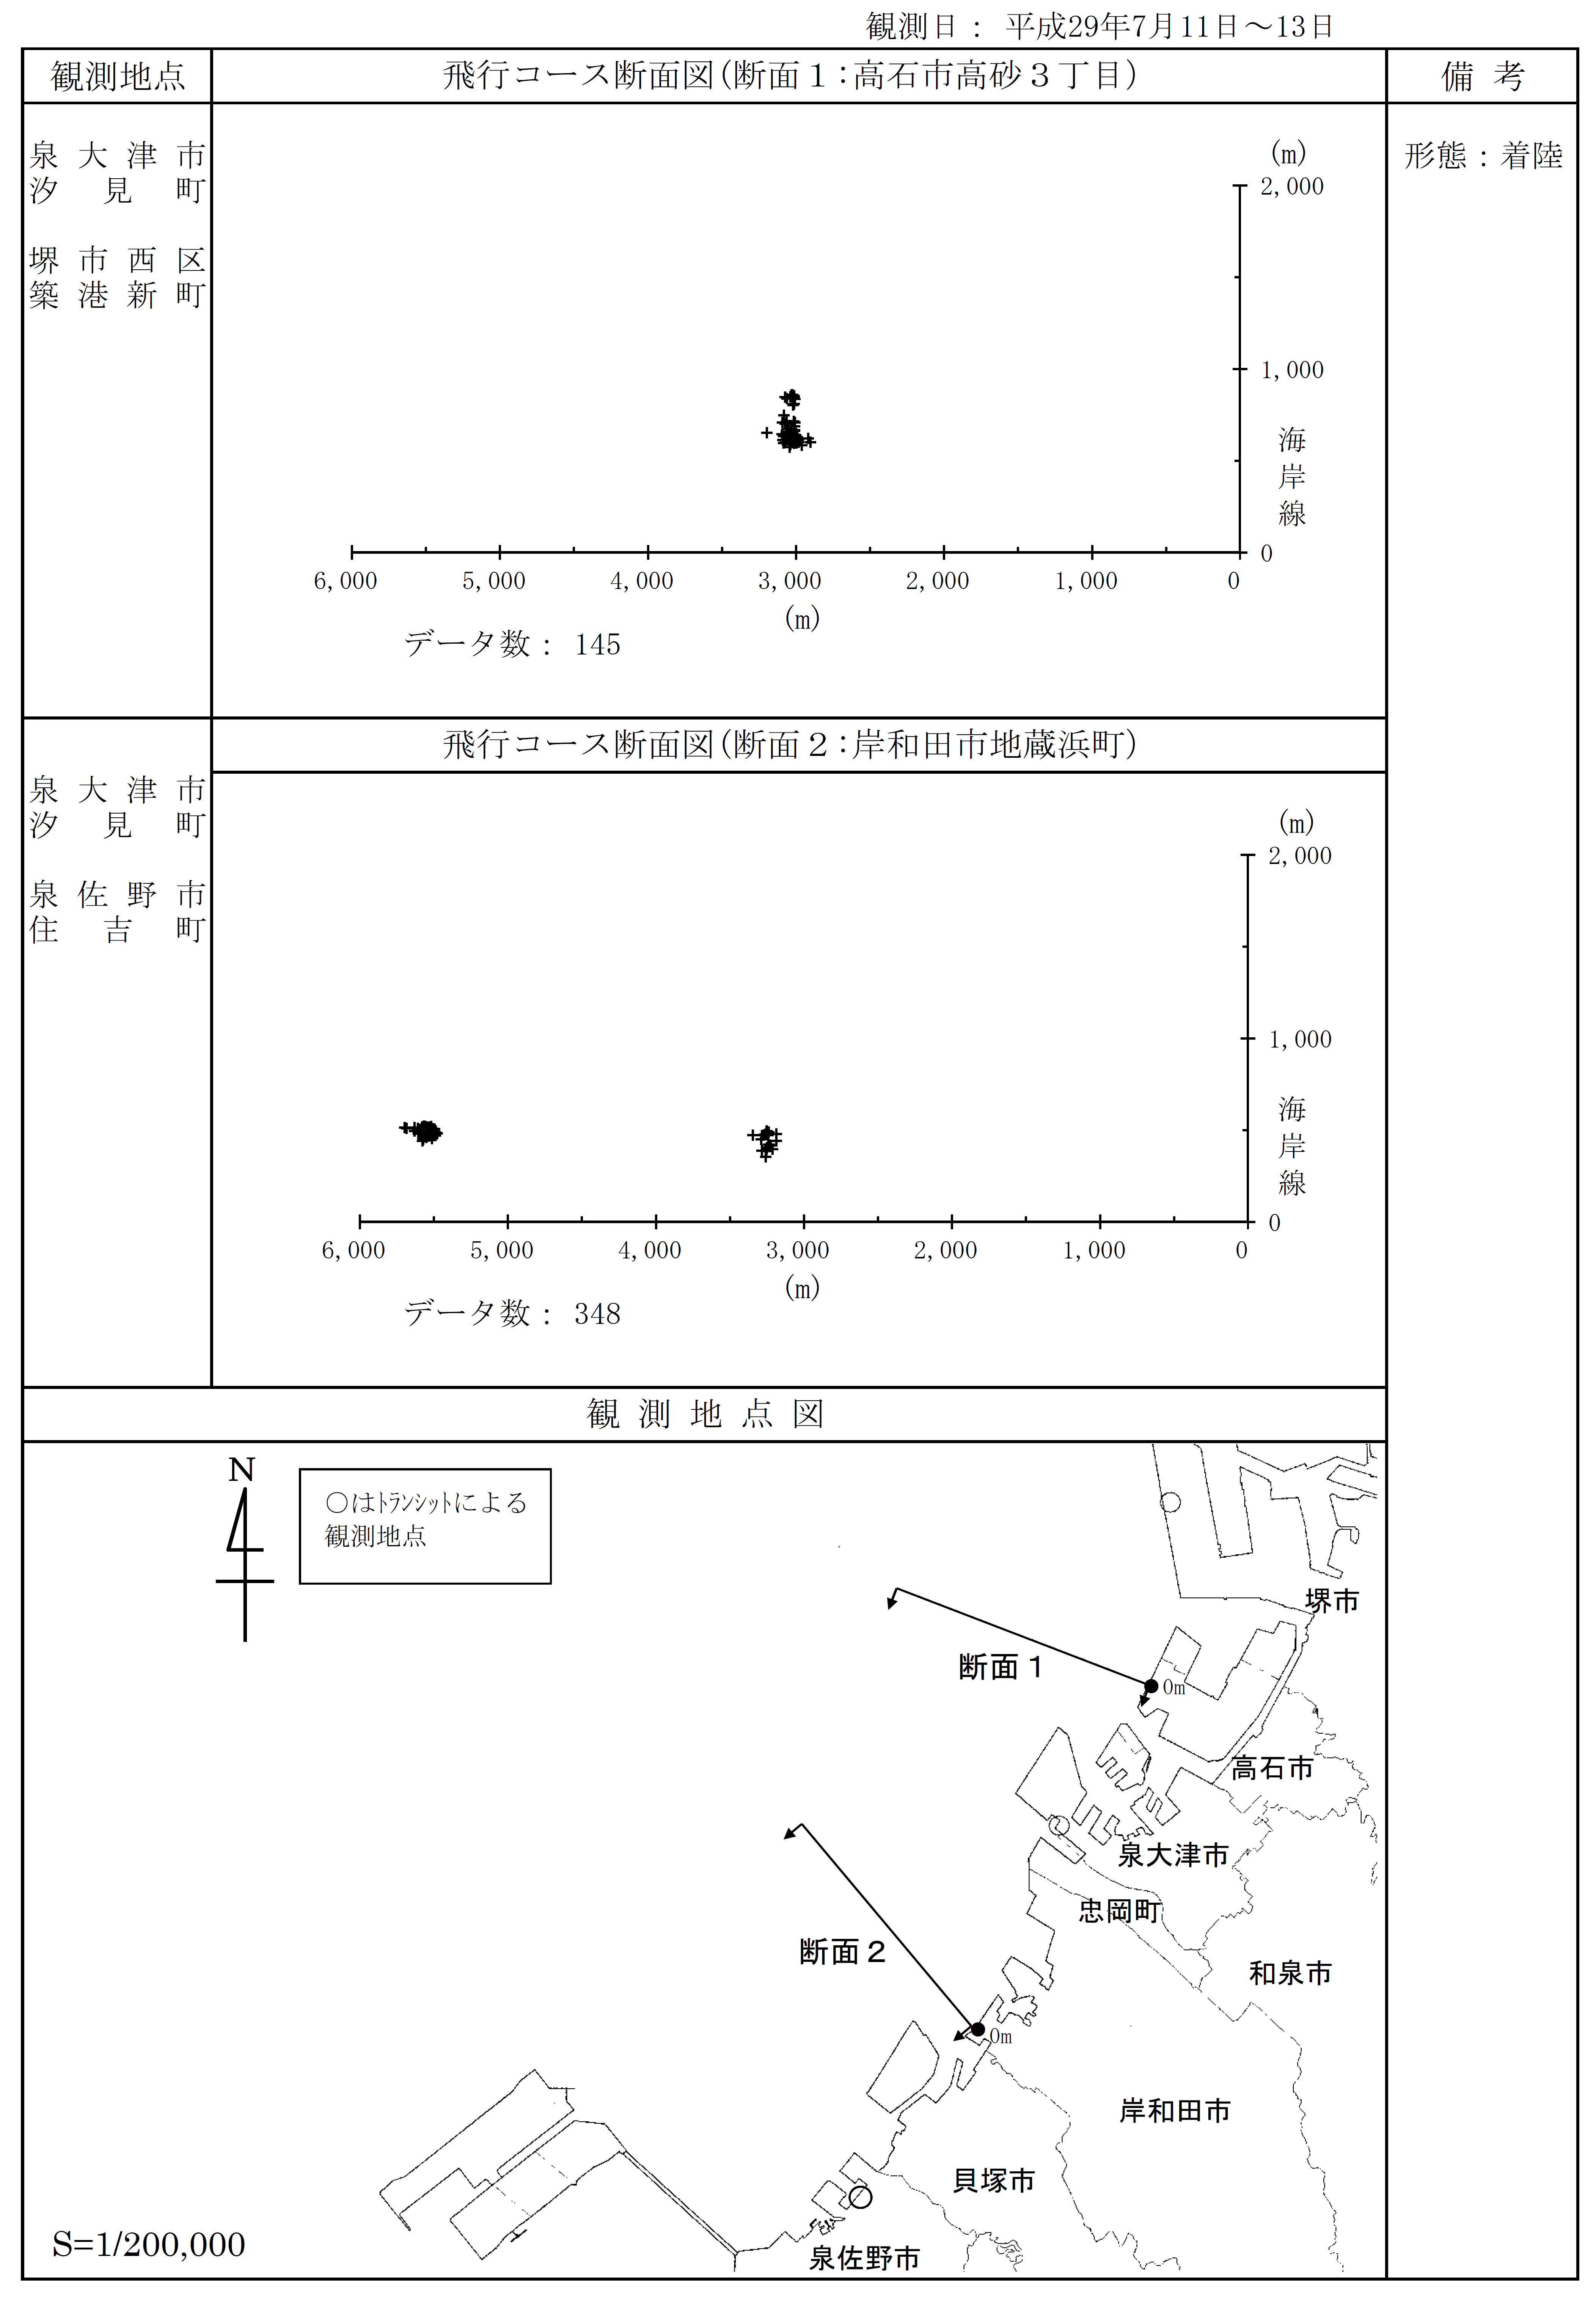 観測日： 平成29年7月11日～13日
観測地点
飛行コース断面図(断面１:高石市高砂３丁目)
備 考
泉 大 津 市
汐 見 町
堺 市 西 区
築 港 新 町
形態：着陸
(m)
2,000
1,000
海
岸
線
0
6,000 5,000 4,000 3,000 2,000 1,000 0
(m)
データ数： 145
飛行コース断面図(断面２:岸和田市地蔵浜町)
泉 大 津 市
汐 見 町
泉 佐 野 市
住 吉 町
(m)
2,000
1,000
海
岸
線
0
6,000 5,000 4,000 3,000 2,000 1,000 0
(m)
データ数： 348
観 測 地 点 図
N
○はﾄﾗﾝｼｯﾄによる
観測地点
堺市
断面１
0m
高石市
泉大津市
忠岡町
断面２
和泉市
0m
岸和田市
貝塚市
S=1/200,000
泉佐野市